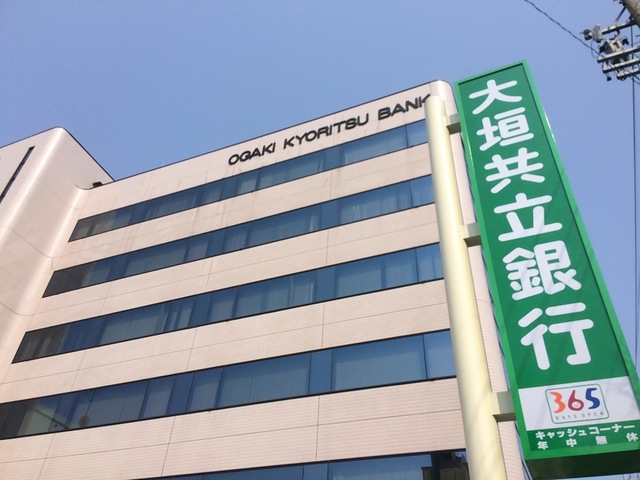 OGAKI KYORITSU BANK
大垣共立銀行
365
DAYS OPEN
キャッシュコーナー
年中無休